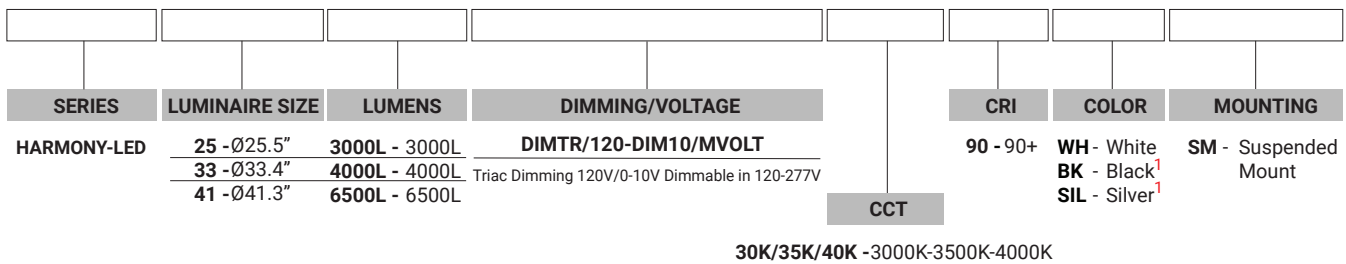 SERIES LUMINAIRE SIZE LUMENS DIMMING/VOLTAGE CRI COLOR MOUNTING
HARMONY-LED 25 -Ø25.5” 3000L - 3000L DIMTR/120-DIM10/MVOLT 90 - 90+ WH - White SM - Suspended
33 -Ø33.4” 4000L - 4000L Triac Dimming 120V/0-10V Dimmable in 120-277V BK - Black1 Mount
41 -Ø41.3” 6500L - 6500L SIL - Silver1
CCT
30K/35K/40K -3000K-3500K-4000K